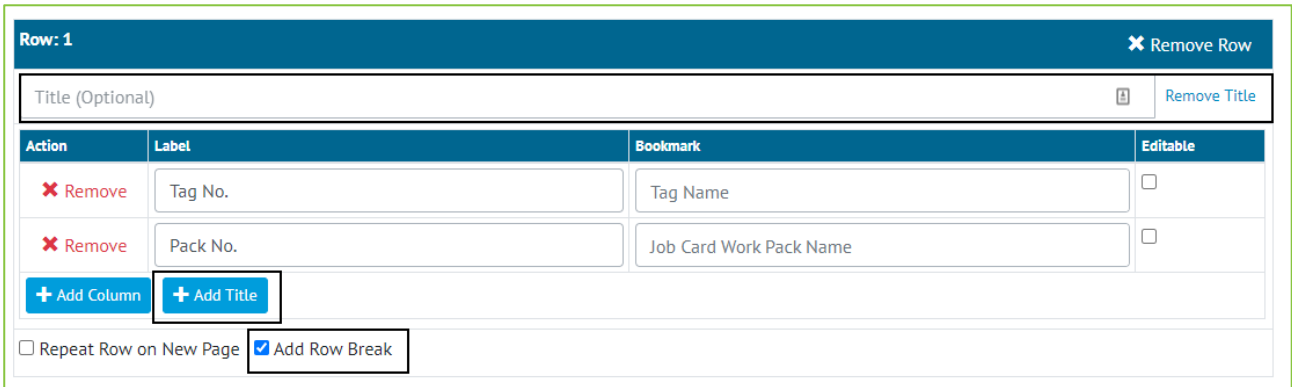 Row: 1 ✖ Remove Row
Title (Optional) Remove Title
Action Label Bookmark Editable
✖ Remove Tag No. Tag Name
✖ Remove Pack No. Job Card Work Pack Name
+ Add Column + Add Title
Repeat Row on New Page Add Row Break